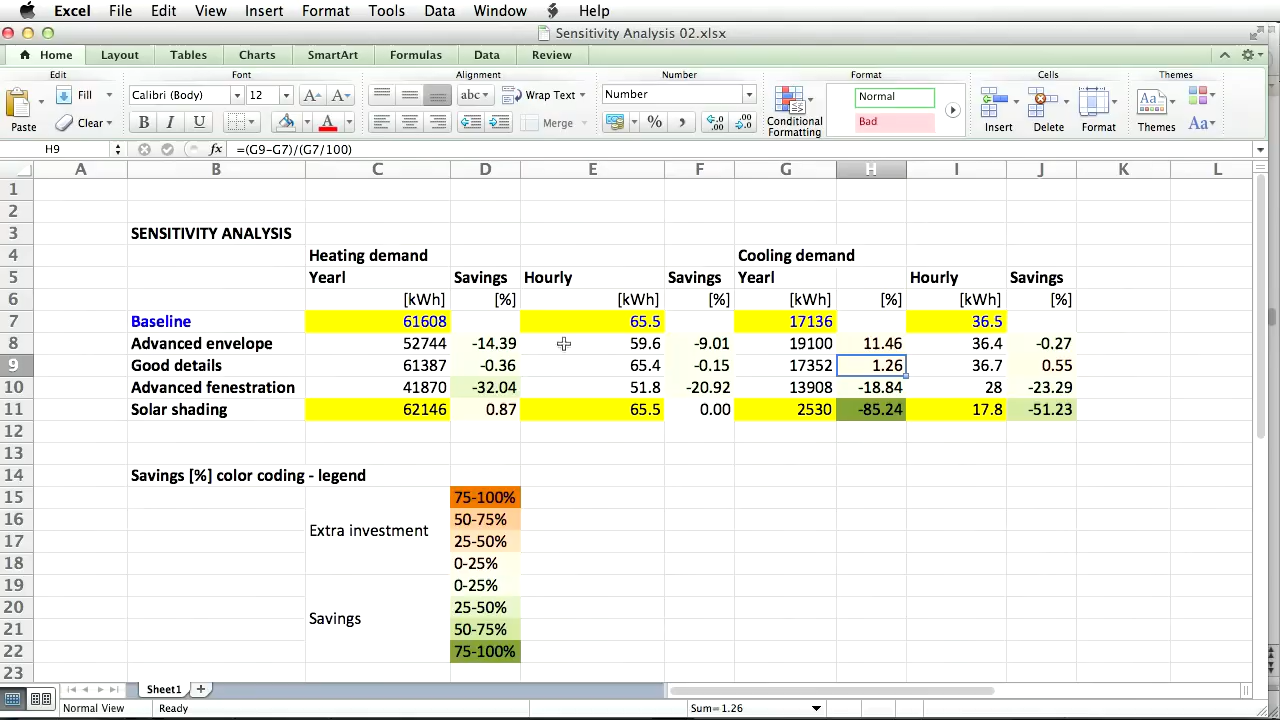 Excel File Edit View Insert Format Tools Data Window Help
Sensitivity Analysis 02.xlsx
Home Layout Tables Charts SmartArt Formulas Data Review
Edit Font Alignment Number Format Cells Themes
Fill Calibri (Body) 12 A A abc Wrap Text Number Normal
Paste Clear B I U A Merge % , Conditional Formatting Bad Insert Delete Format Themes Aa
H9 fx =(G9-G7)/(G7/100)
A B C D E F G H I J K L
1
2
3 SENSITIVITY ANALYSIS
4 Heating demand Cooling demand
5 Yearl Savings Hourly Savings Yearl Hourly Savings
6 [kWh] [%] [kWh] [%] [kWh] [%] [kWh] [%]
7 Baseline 61608 65.5 17136 36.5
8 Advanced envelope 52744 -14.39 59.6 -9.01 19100 11.46 36.4 -0.27
9 Good details 61387 -0.36 65.4 -0.15 17352 1.26 36.7 0.55
10 Advanced fenestration 41870 -32.04 51.8 -20.92 13908 -18.84 28 -23.29
11 Solar shading 62146 0.87 65.5 0.00 2530 -85.24 17.8 -51.23
12
13
14 Savings [%] color coding - legend
15 75-100%
16 50-75%
Extra investment
17 25-50%
18 0-25%
19 0-25%
20 25-50%
Savings
21 50-75%
22 75-100%
23
Sheet1
Normal View Ready Sum=1.26